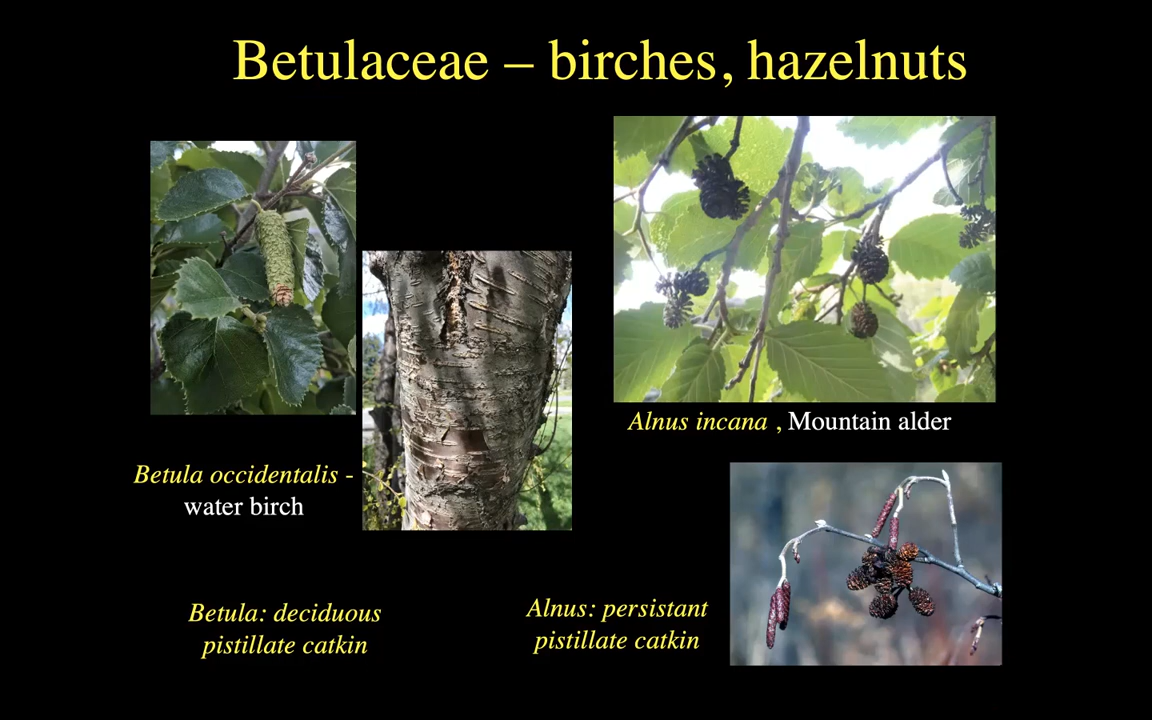 Betulaceae – birches, hazelnuts
Alnus incana , Mountain alder
Betula occidentalis -
water birch
Betula: deciduous
pistillate catkin
Alnus: persistant
pistillate catkin